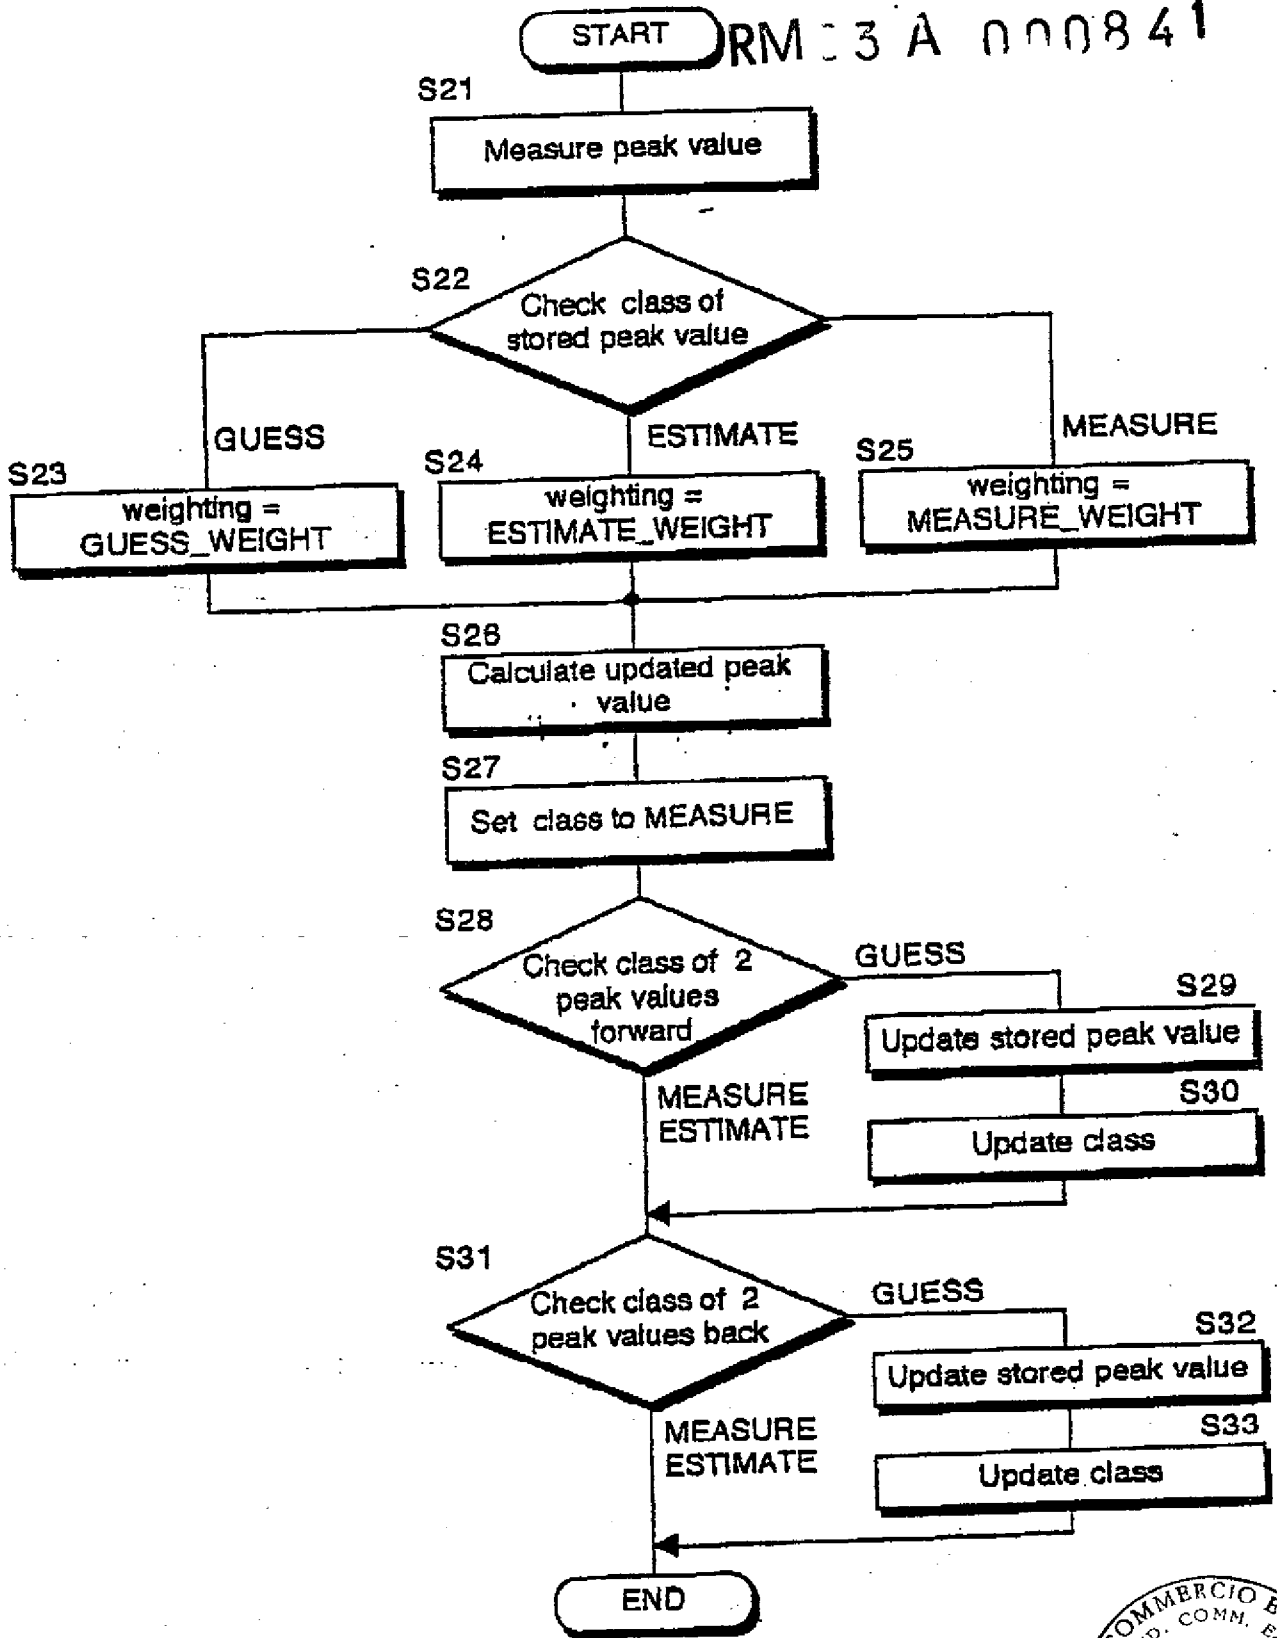 START
RM 3 A 000841
S21
Measure peak value
S22
Check class of
stored peak value
GUESS
ESTIMATE
MEASURE
S23
weighting =
GUESS_WEIGHT
S24
weighting =
ESTIMATE_WEIGHT
S25
weighting =
MEASURE_WEIGHT
S26
Calculate updated peak
value
S27
Set class to MEASURE
S28
Check class of 2
peak values
forward
GUESS
S29
Update stored peak value
MEASURE
ESTIMATE
S30
Update class
S31
Check class of 2
peak values back
GUESS
S32
Update stored peak value
MEASURE
ESTIMATE
S33
Update class
END
COMM.